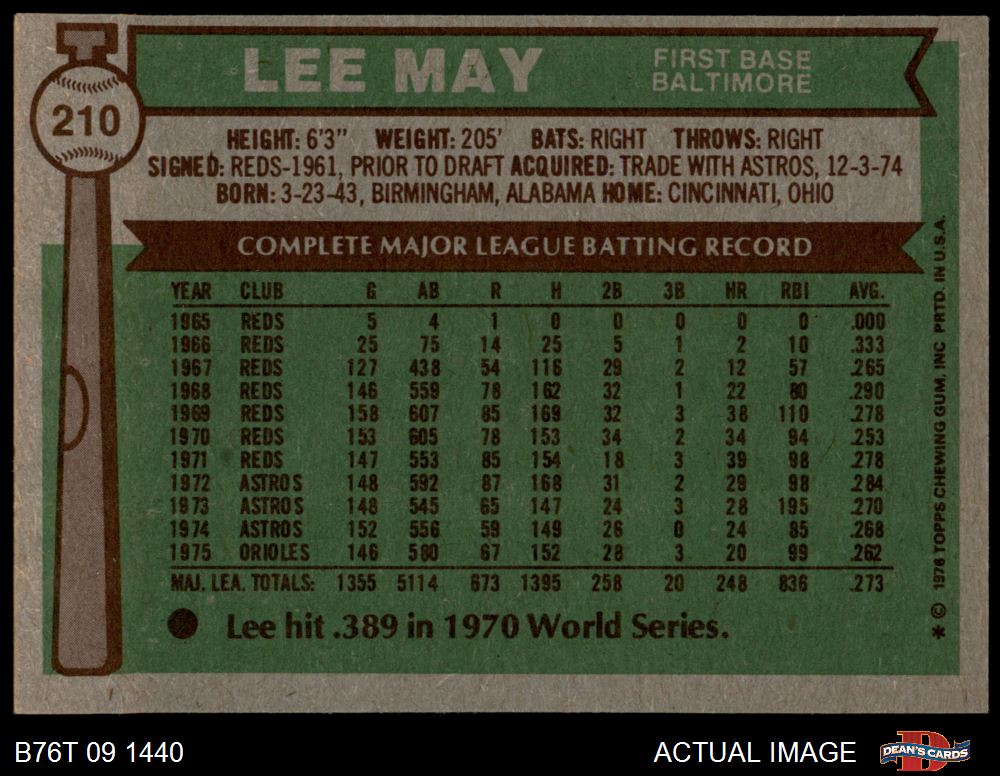 LEE MAY
FIRST BASE
BALTIMORE
210
HEIGHT: 6'3" WEIGHT: 205' BATS: RIGHT THROWS: RIGHT
SIGNED: REDS-1961, PRIOR TO DRAFT ACQUIRED: TRADE WITH ASTROS, 12-3-74
BORN: 3-23-43, BIRMINGHAM, ALABAMA HOME: CINCINNATI, OHIO
COMPLETE MAJOR LEAGUE BATTING RECORD
YEAR CLUB G AB R H 2B 3B HR RBI AVG.
1965 REDS 5 4 1 0 0 0 0 0 .000
1966 REDS 25 75 14 25 5 1 2 10 .333
1967 REDS 127 438 54 116 29 2 12 57 .265
1968 REDS 146 559 78 162 32 1 22 80 .290
1969 REDS 158 607 85 169 32 3 38 110 .278
1970 REDS 153 605 78 153 34 2 34 94 .253
1971 REDS 147 553 85 154 18 3 39 98 .278
1972 ASTROS 148 592 87 168 31 2 29 98 .284
1973 ASTROS 148 545 65 147 24 3 28 195 .270
1974 ASTROS 152 556 59 149 26 0 24 85 .268
1975 ORIOLES 146 580 67 152 28 3 20 99 .262
MAJ. LEA. TOTALS: 1355 5114 673 1395 258 20 248 836 .273
Lee hit .389 in 1970 World Series.
* © 1976 TOPPS CHEWING GUM, INC PRTD. IN U.S.A.
B76T 09 1440
ACTUAL IMAGE
D
DEAN'S CARDS